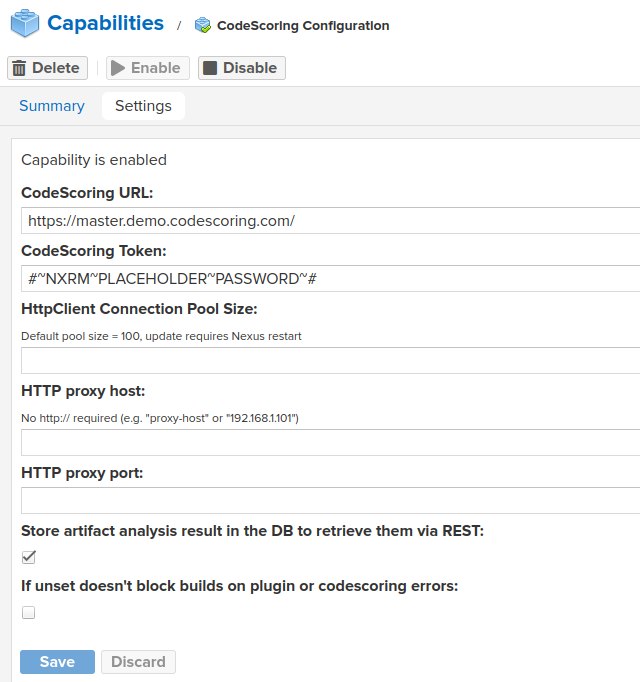 Capabilities / CodeScoring Configuration
Delete Enable Disable
Summary Settings
Capability is enabled
CodeScoring URL:
https://master.demo.codescoring.com/
CodeScoring Token:
#~NXRM~PLACEHOLDER~PASSWORD~#
HttpClient Connection Pool Size:
Default pool size = 100, update requires Nexus restart
HTTP proxy host:
No http:// required (e.g. "proxy-host" or "192.168.1.101")
HTTP proxy port:
Store artifact analysis result in the DB to retrieve them via REST:
If unset doesn't block builds on plugin or codescoring errors:
Save Discard